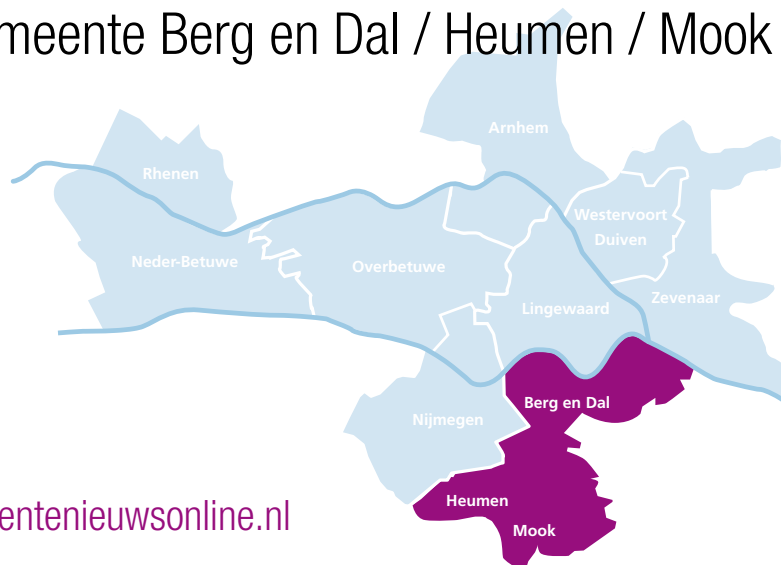 meente Berg en Dal / Heumen / Mook
Arnhem
Rhenen
Westervoort
Duiven
Neder-Betuwe
Overbetuwe
Zevenaar
Lingewaard
Berg en Dal
Nijmegen
Heumen
entenieuwsonline.nl
Mook